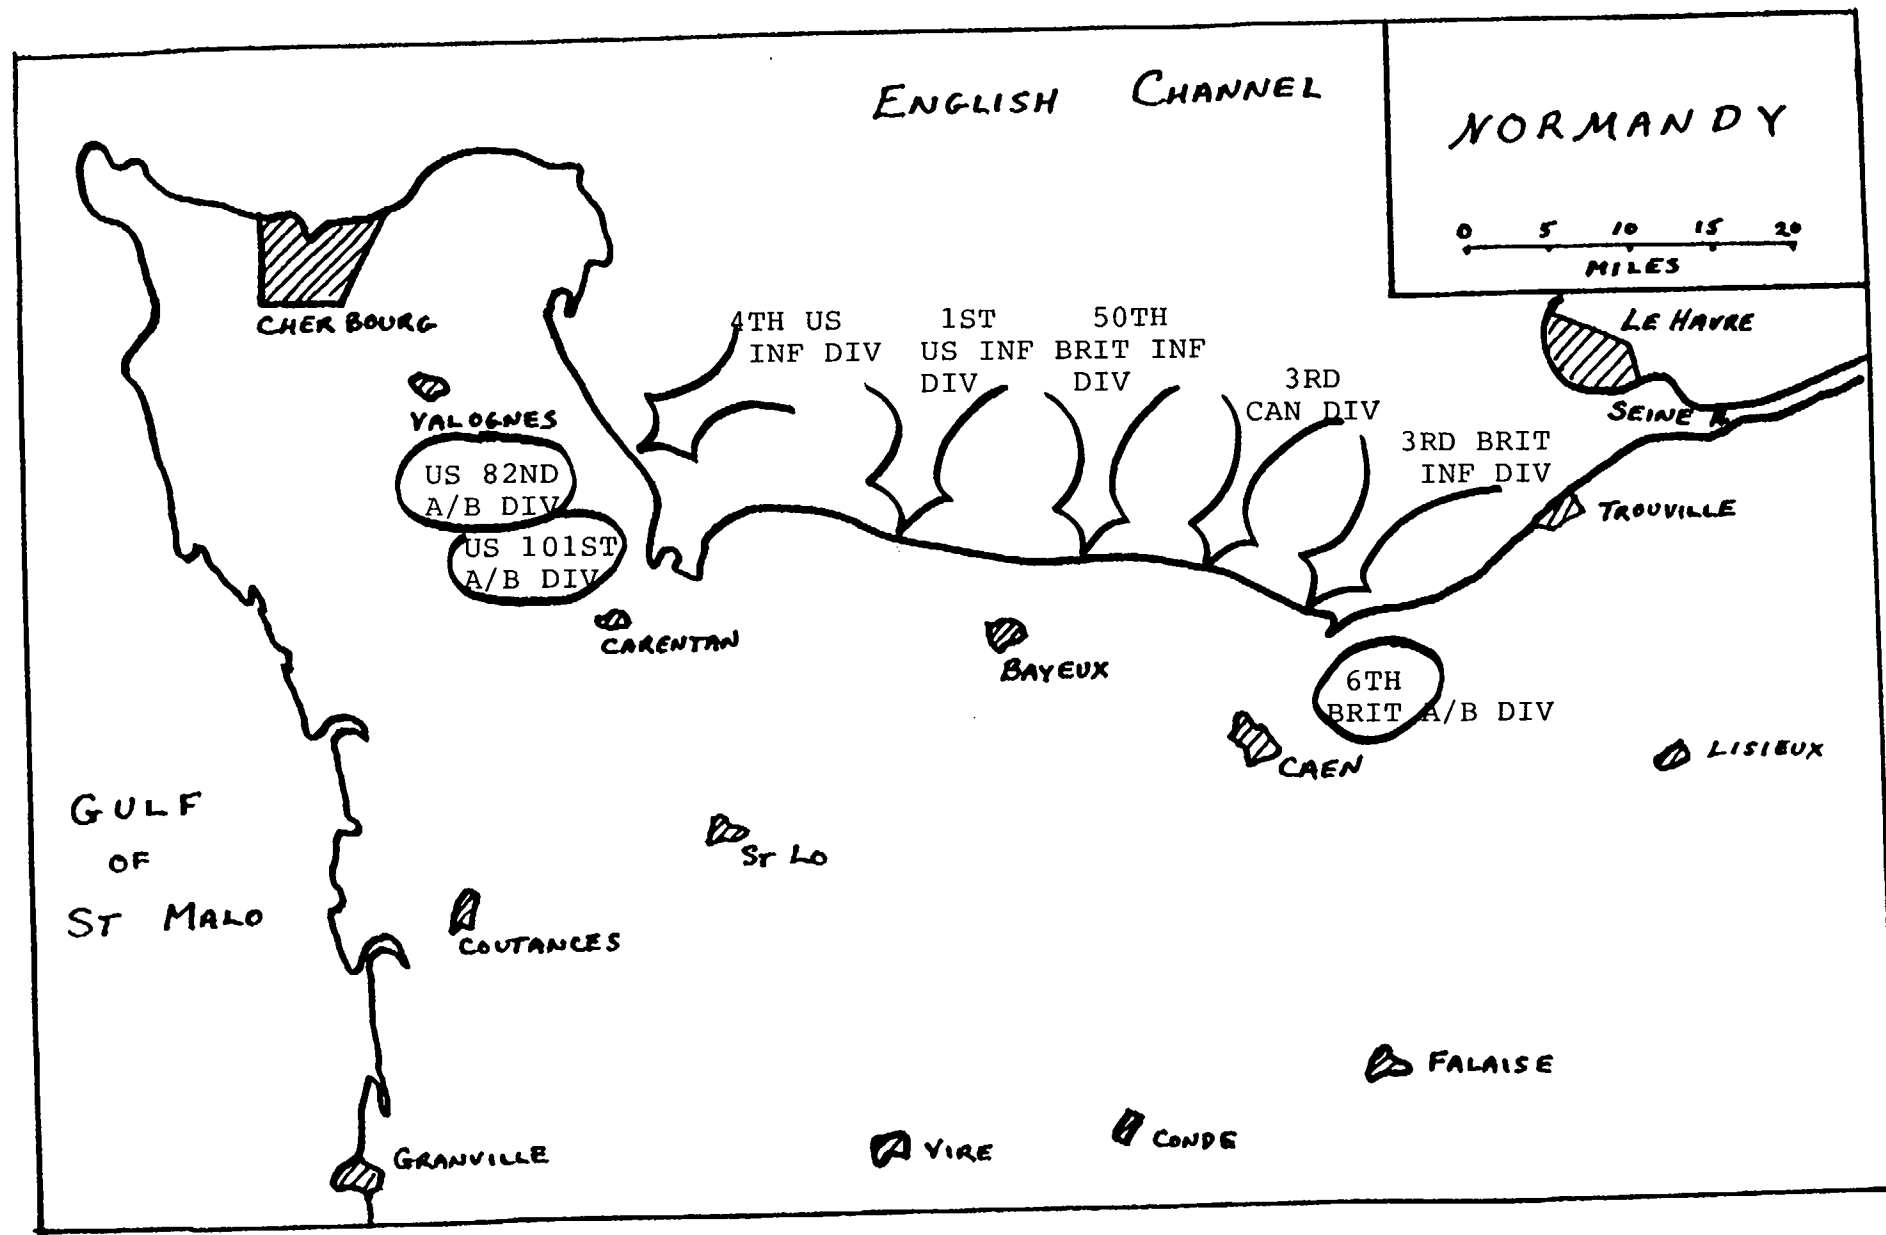 ENGLISH CHANNEL
NORMANDY
0 5 10 15 20
MILES
CHERBOURG
4TH US
INF DIV
1ST
US INF
DIV
50TH
BRIT INF
DIV
3RD
CAN DIV
3RD BRIT
INF DIV
LE HAVRE
SEINE R.
TROUVILLE
VALOGNES
US 82ND
A/B DIV
US 101ST
A/B DIV
CARENTAN
BAYEUX
6TH
BRIT A/B DIV
CAEN
LISIEUX
GULF
OF
ST MALO
ST LO
COUTANCES
FALAISE
GRANVILLE
VIRE
CONDE